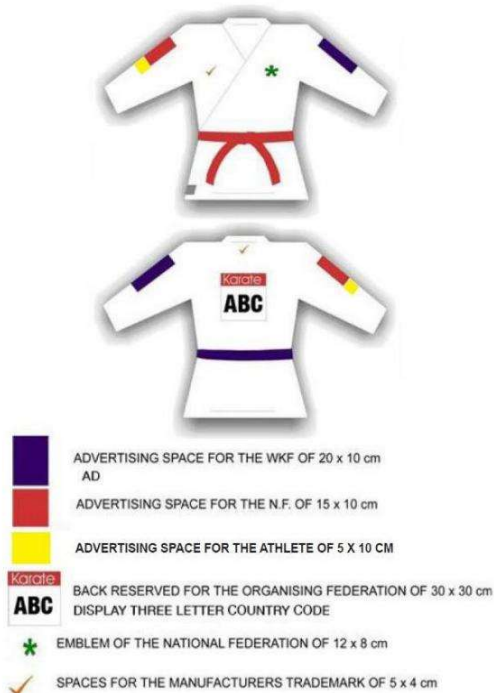 Karate
ABC
ADVERTISING SPACE FOR THE WKF OF 20 x 10 cm
AD
ADVERTISING SPACE FOR THE N.F. OF 15 x 10 cm
ADVERTISING SPACE FOR THE ATHLETE OF 5 X 10 CM
Karate
ABC
BACK RESERVED FOR THE ORGANISING FEDERATION OF 30 x 30 cm
DISPLAY THREE LETTER COUNTRY CODE
EMBLEM OF THE NATIONAL FEDERATION OF 12 x 8 cm
SPACES FOR THE MANUFACTURERS TRADEMARK OF 5 x 4 cm